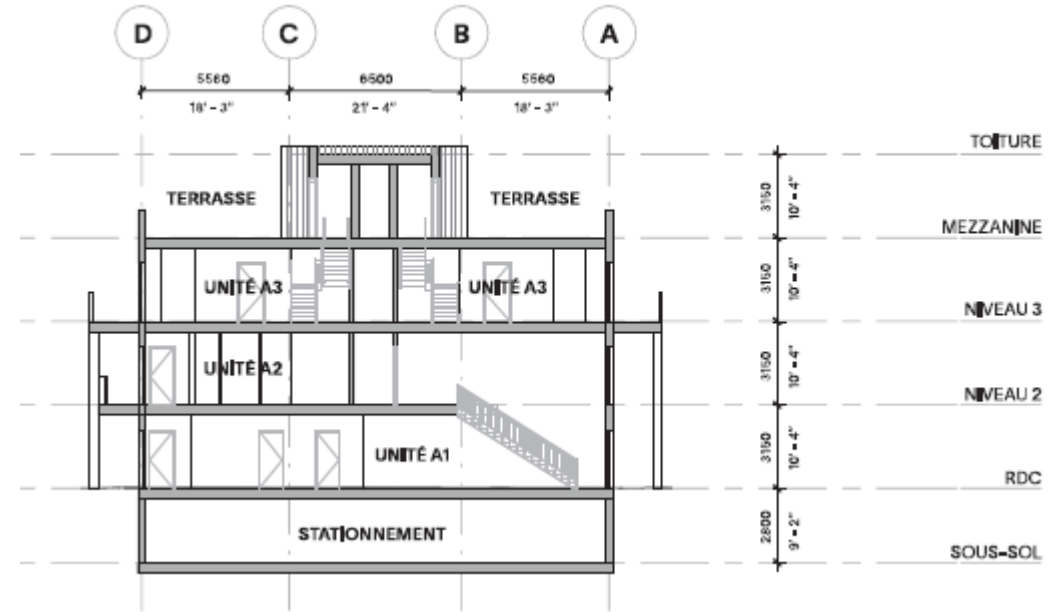 D C B A
5560 6500 5560
18' - 3" 21' - 4" 18' - 3"
TOITURE
TERRASSE TERRASSE
3150
10' - 4"
MEZZANINE
UNITÉ A3 UNITÉ A3
3150
10' - 4"
NIVEAU 3
UNITÉ A2
3150
10' - 4"
NIVEAU 2
UNITÉ A1
3150
10' - 4"
RDC
STATIONNEMENT
2800
9' - 2"
SOUS-SOL